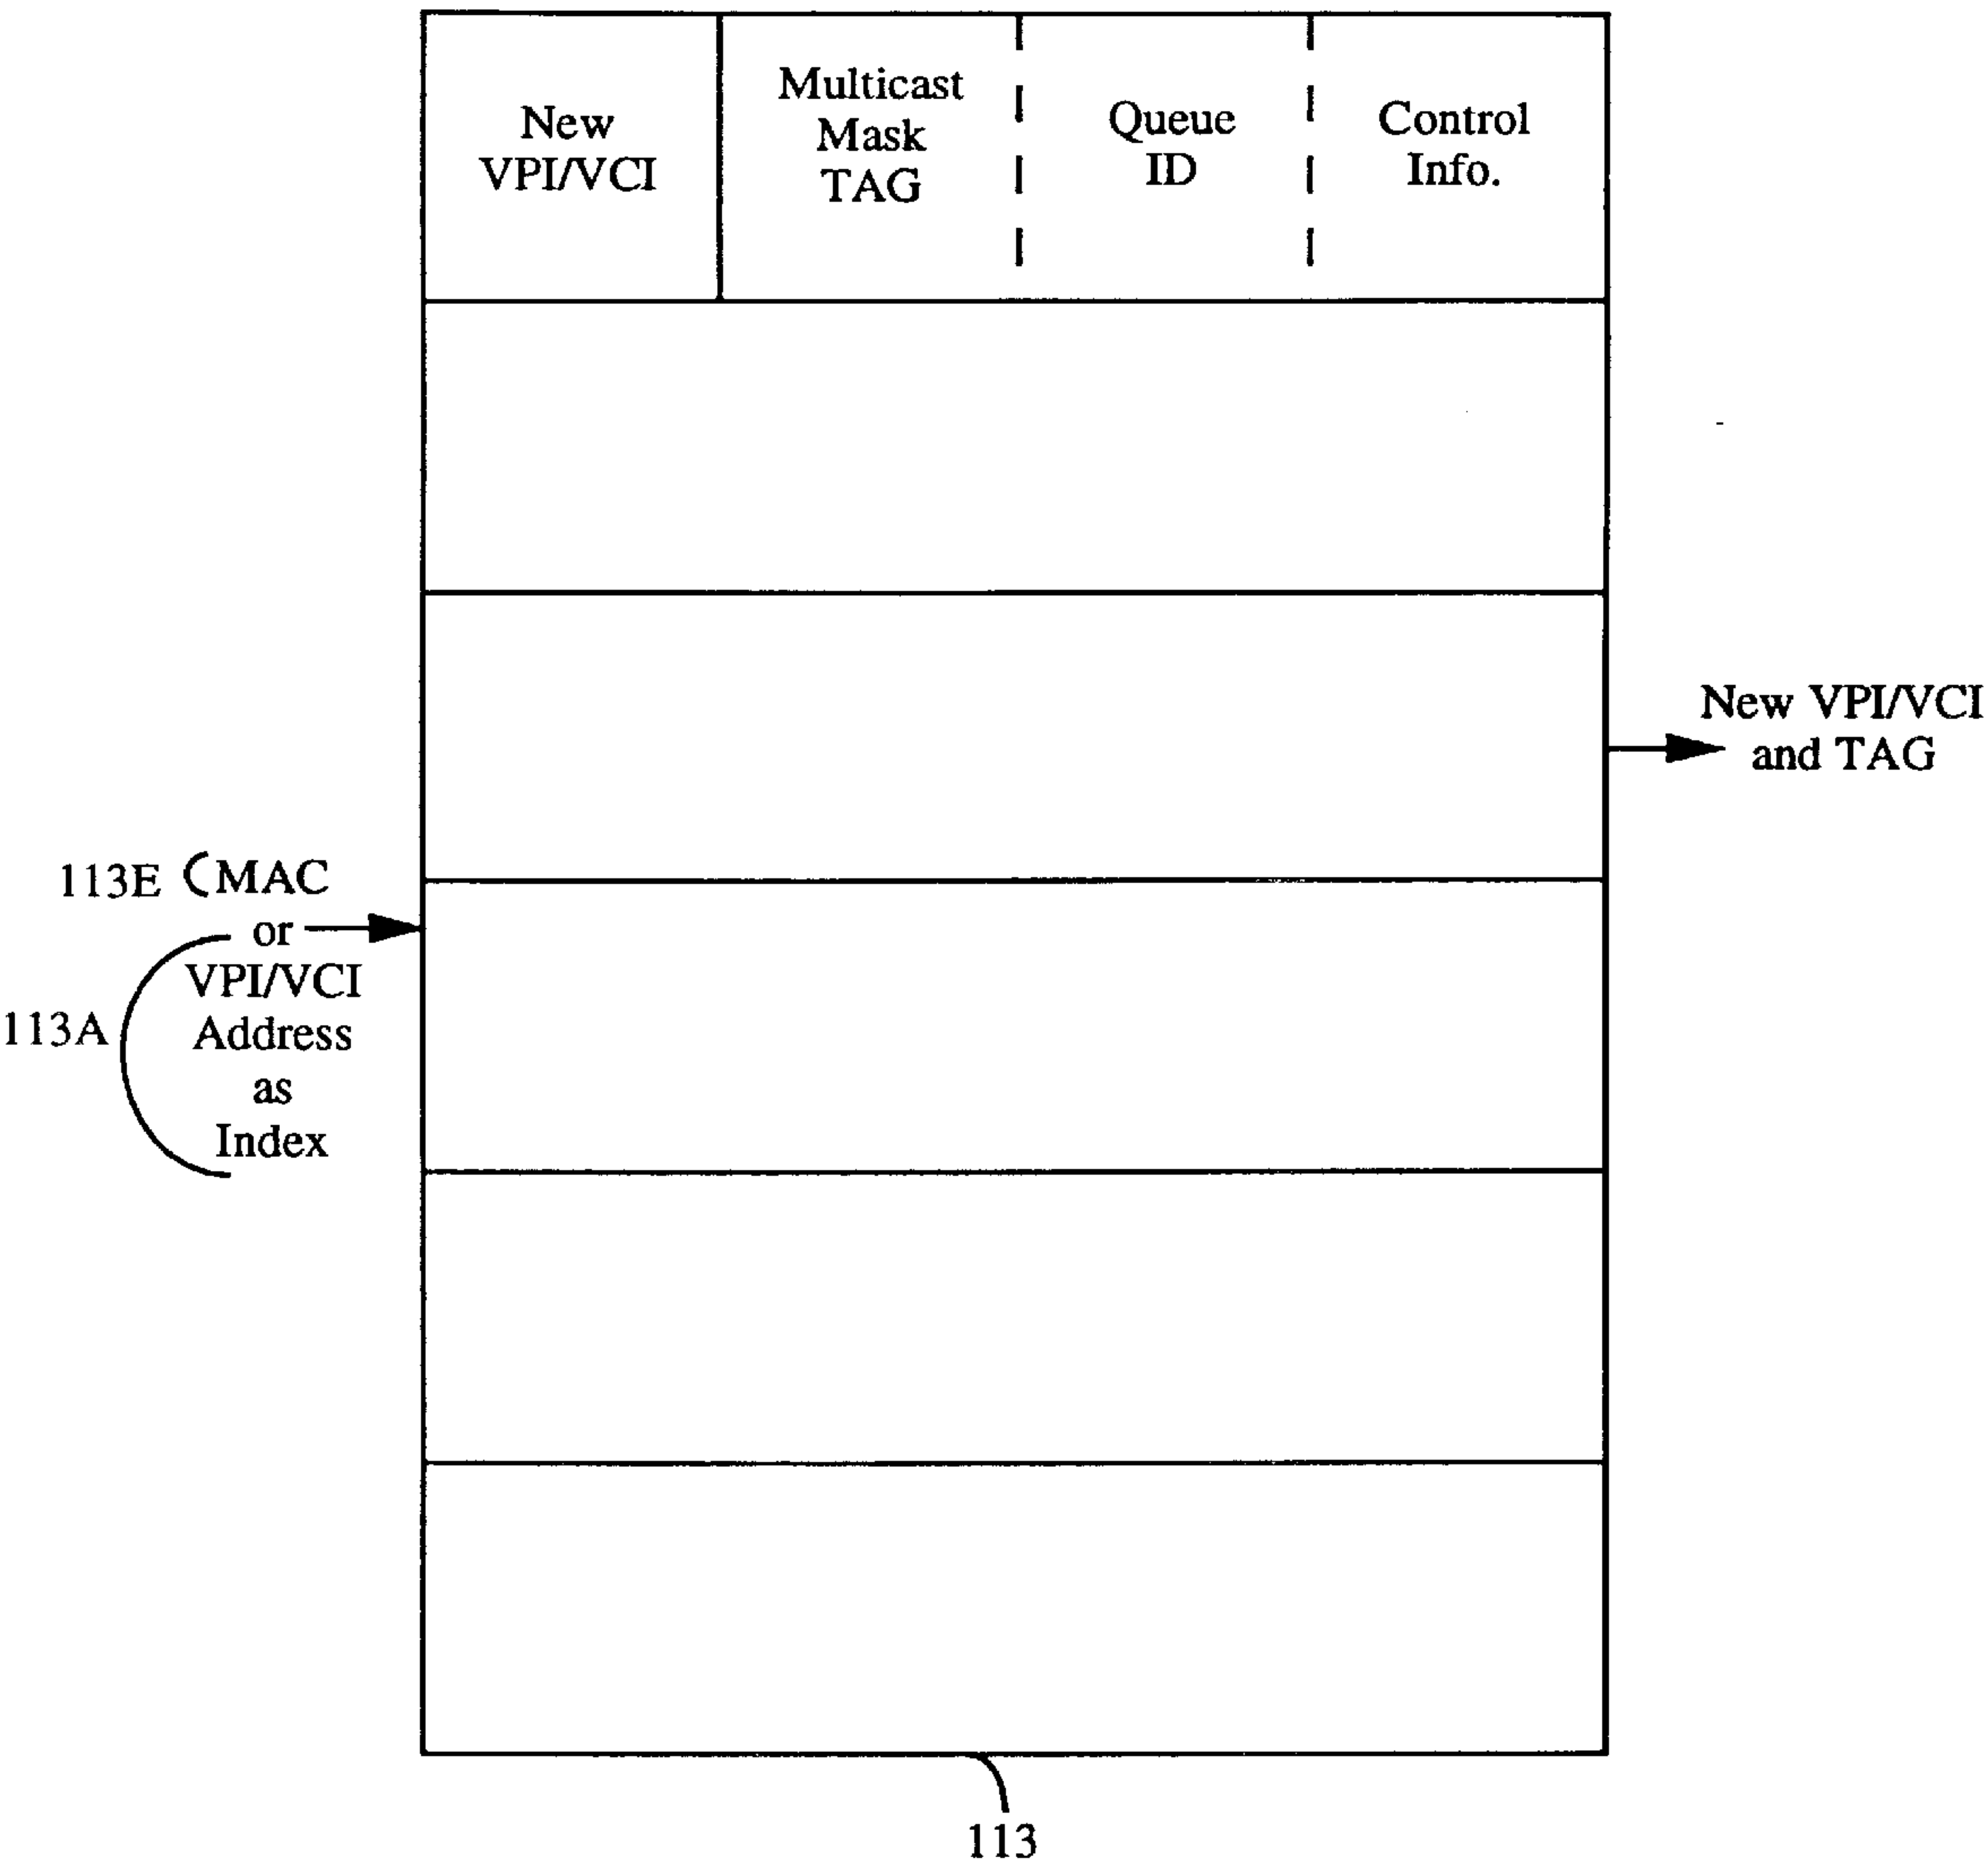 New
VPI/VCI
Multicast
Mask
TAG
Queue
ID
Control
Info.
New VPI/VCI
and TAG
113E
MAC
or
VPI/VCI
Address
as
Index
113A
113